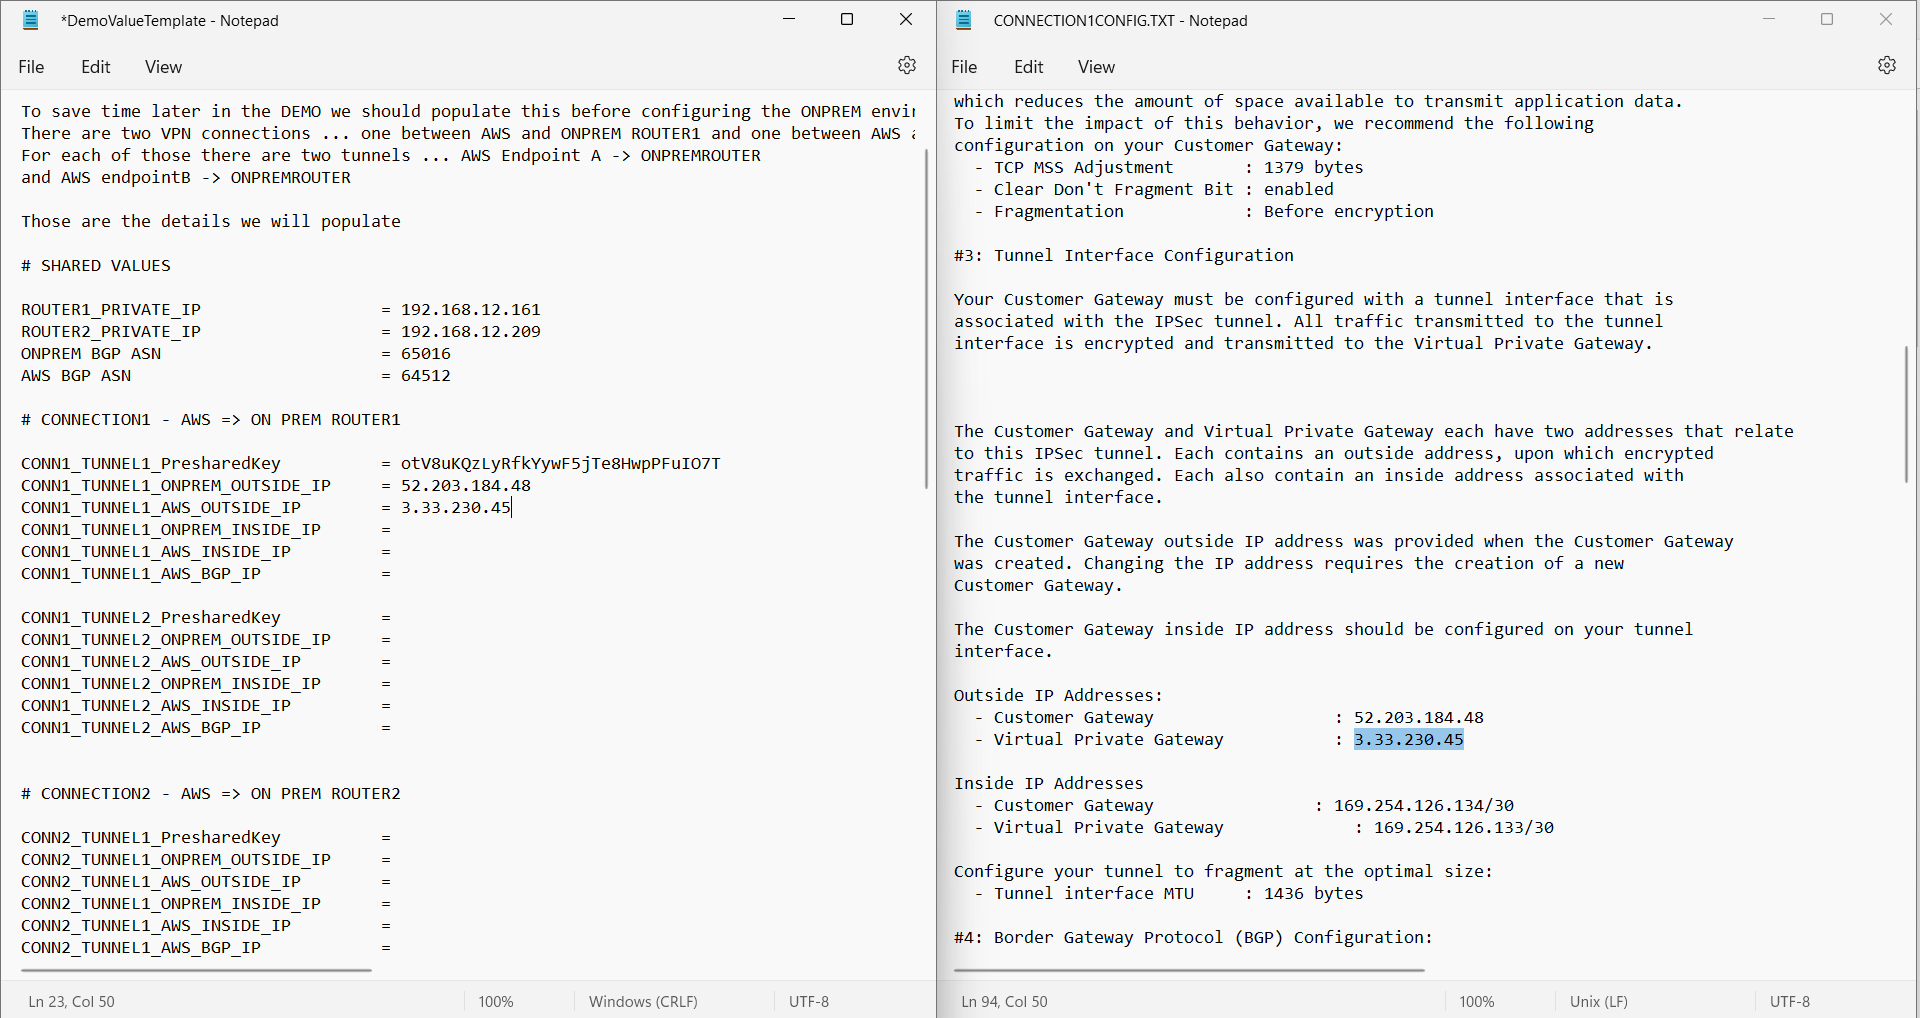 *DemoValueTemplate - Notepad
File Edit View
To save time later in the DEMO we should populate this before configuring the ONPREM
There are two VPN connections ... one between AWS and ONPREM ROUTER1 and one between AWS
For each of those there are two tunnels ... AWS Endpoint A -> ONPREMROUTER
and AWS endpointB -> ONPREMROUTER
Those are the details we will populate
# SHARED VALUES
ROUTER1_PRIVATE_IP = 192.168.12.161
ROUTER2_PRIVATE_IP = 192.168.12.209
ONPREM BGP ASN = 65016
AWS BGP ASN = 64512
# CONNECTION1 - AWS => ON PREM ROUTER1
CONN1_TUNNEL1_PresharedKey = otV8uKQzLyRfkYywF5jTe8HwpPFuIO7T
CONN1_TUNNEL1_ONPREM_OUTSIDE_IP = 52.203.184.48
CONN1_TUNNEL1_AWS_OUTSIDE_IP = 3.33.230.45
CONN1_TUNNEL1_ONPREM_INSIDE_IP =
CONN1_TUNNEL1_AWS_INSIDE_IP =
CONN1_TUNNEL1_AWS_BGP_IP =
CONN1_TUNNEL2_PresharedKey =
CONN1_TUNNEL2_ONPREM_OUTSIDE_IP =
CONN1_TUNNEL2_AWS_OUTSIDE_IP =
CONN1_TUNNEL2_ONPREM_INSIDE_IP =
CONN1_TUNNEL2_AWS_INSIDE_IP =
CONN1_TUNNEL2_AWS_BGP_IP =
# CONNECTION2 - AWS => ON PREM ROUTER2
CONN2_TUNNEL1_PresharedKey =
CONN2_TUNNEL1_ONPREM_OUTSIDE_IP =
CONN2_TUNNEL1_AWS_OUTSIDE_IP =
CONN2_TUNNEL1_ONPREM_INSIDE_IP =
CONN2_TUNNEL1_AWS_INSIDE_IP =
CONN2_TUNNEL1_AWS_BGP_IP =
Ln 23, Col 50 100% Windows (CRLF) UTF-8
CONNECTION1CONFIG.TXT - Notepad
File Edit View
which reduces the amount of space available to transmit application data.
To limit the impact of this behavior, we recommend the following
configuration on your Customer Gateway:
- TCP MSS Adjustment : 1379 bytes
- Clear Don't Fragment Bit : enabled
- Fragmentation : Before encryption
#3: Tunnel Interface Configuration
Your Customer Gateway must be configured with a tunnel interface that is
associated with the IPSec tunnel. All traffic transmitted to the tunnel
interface is encrypted and transmitted to the Virtual Private Gateway.
The Customer Gateway and Virtual Private Gateway each have two addresses that relate
to this IPSec tunnel. Each contains an outside address, upon which encrypted
traffic is exchanged. Each also contain an inside address associated with
the tunnel interface.
The Customer Gateway outside IP address was provided when the Customer Gateway
was created. Changing the IP address requires the creation of a new
Customer Gateway.
The Customer Gateway inside IP address should be configured on your tunnel
interface.
Outside IP Addresses:
- Customer Gateway : 52.203.184.48
- Virtual Private Gateway : 3.33.230.45
Inside IP Addresses
- Customer Gateway : 169.254.126.134/30
- Virtual Private Gateway : 169.254.126.133/30
Configure your tunnel to fragment at the optimal size:
- Tunnel interface MTU : 1436 bytes
#4: Border Gateway Protocol (BGP) Configuration:
Ln 94, Col 50 100% Unix (LF) UTF-8